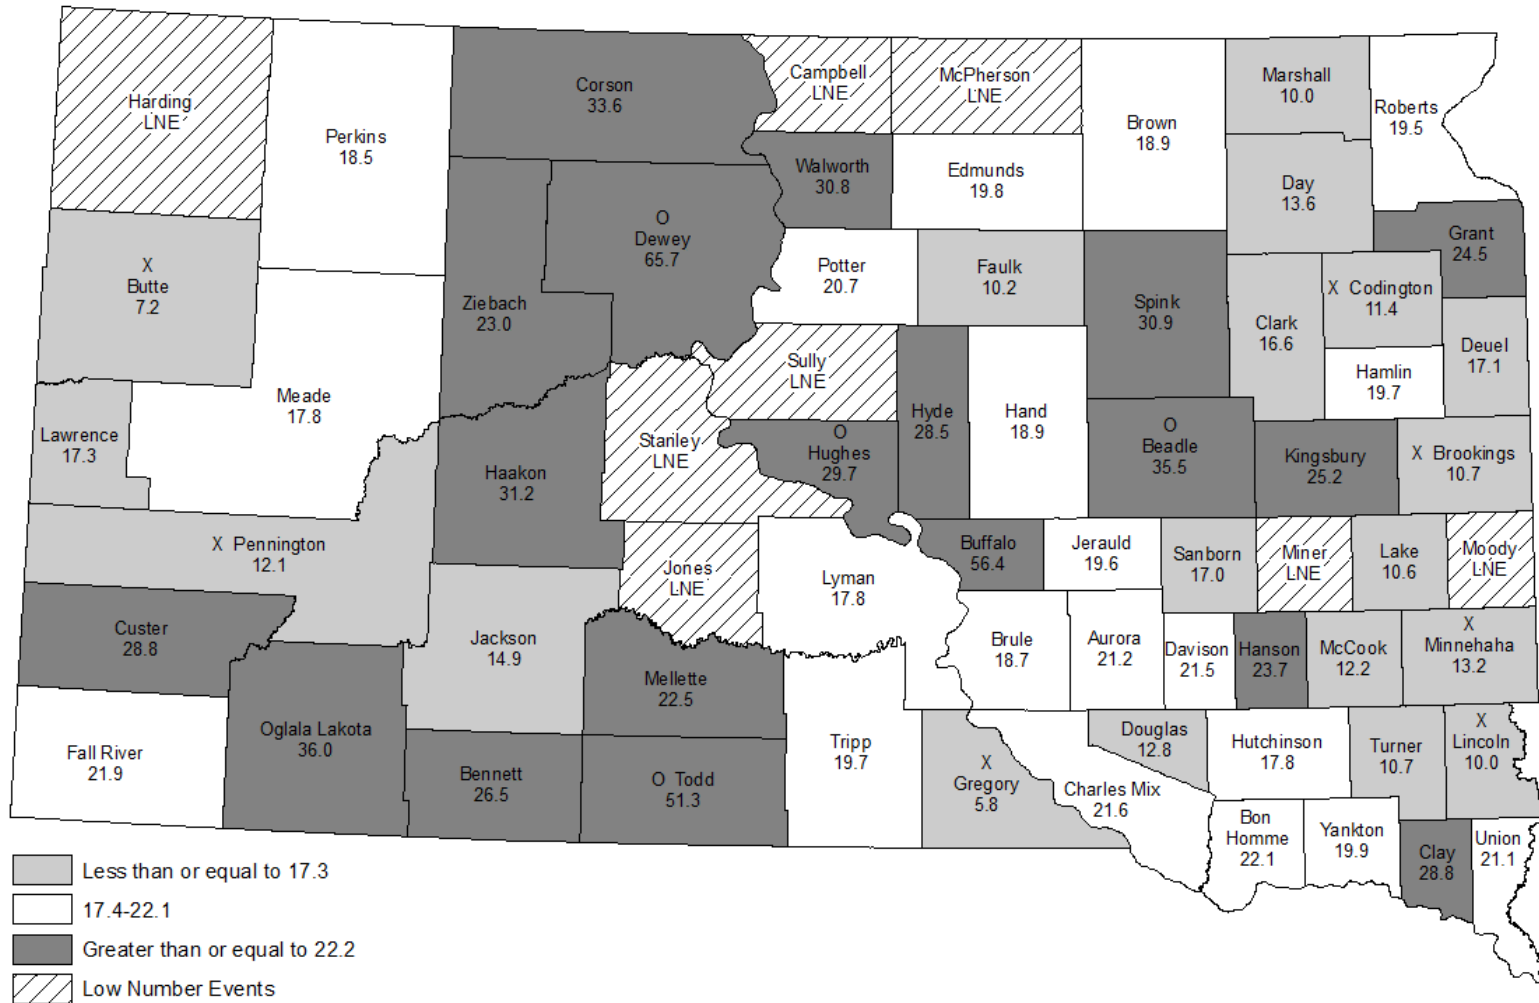 Harding
LNE
Perkins
18.5
Corson
33.6
Campbell
LNE
McPherson
LNE
Brown
18.9
Marshall
10.0
Roberts
19.5
Walworth
30.8
Edmunds
19.8
Day
13.6
Grant
24.5
X
Butte
7.2
Ziebach
23.0
O
Dewey
65.7
Potter
20.7
Faulk
10.2
Spink
30.9
Clark
16.6
X Codington
11.4
Deuel
17.1
Hamlin
19.7
Meade
17.8
Sully
LNE
Hyde
28.5
Hand
18.9
O
Beadle
35.5
Kingsbury
25.2
X Brookings
10.7
Lawrence
17.3
Haakon
31.2
Stanley
LNE
O
Hughes
29.7
X Pennington
12.1
Jones
LNE
Lyman
17.8
Buffalo
56.4
Jerauld
19.6
Sanborn
17.0
Miner
LNE
Lake
10.6
Moody
LNE
Custer
28.8
Jackson
14.9
Mellette
22.5
Brule
18.7
Aurora
21.2
Davison
21.5
Hanson
23.7
McCook
12.2
X
Minnehaha
13.2
Fall River
21.9
Oglala Lakota
36.0
Bennett
26.5
O Todd
51.3
Tripp
19.7
X
Gregory
5.8
Charles Mix
21.6
Douglas
12.8
Hutchinson
17.8
Turner
10.7
X
Lincoln
10.0
Bon
Homme
22.1
Yankton
19.9
Clay
28.8
Union
21.1
Less than or equal to 17.3
17.4-22.1
Greater than or equal to 22.2
Low Number Events